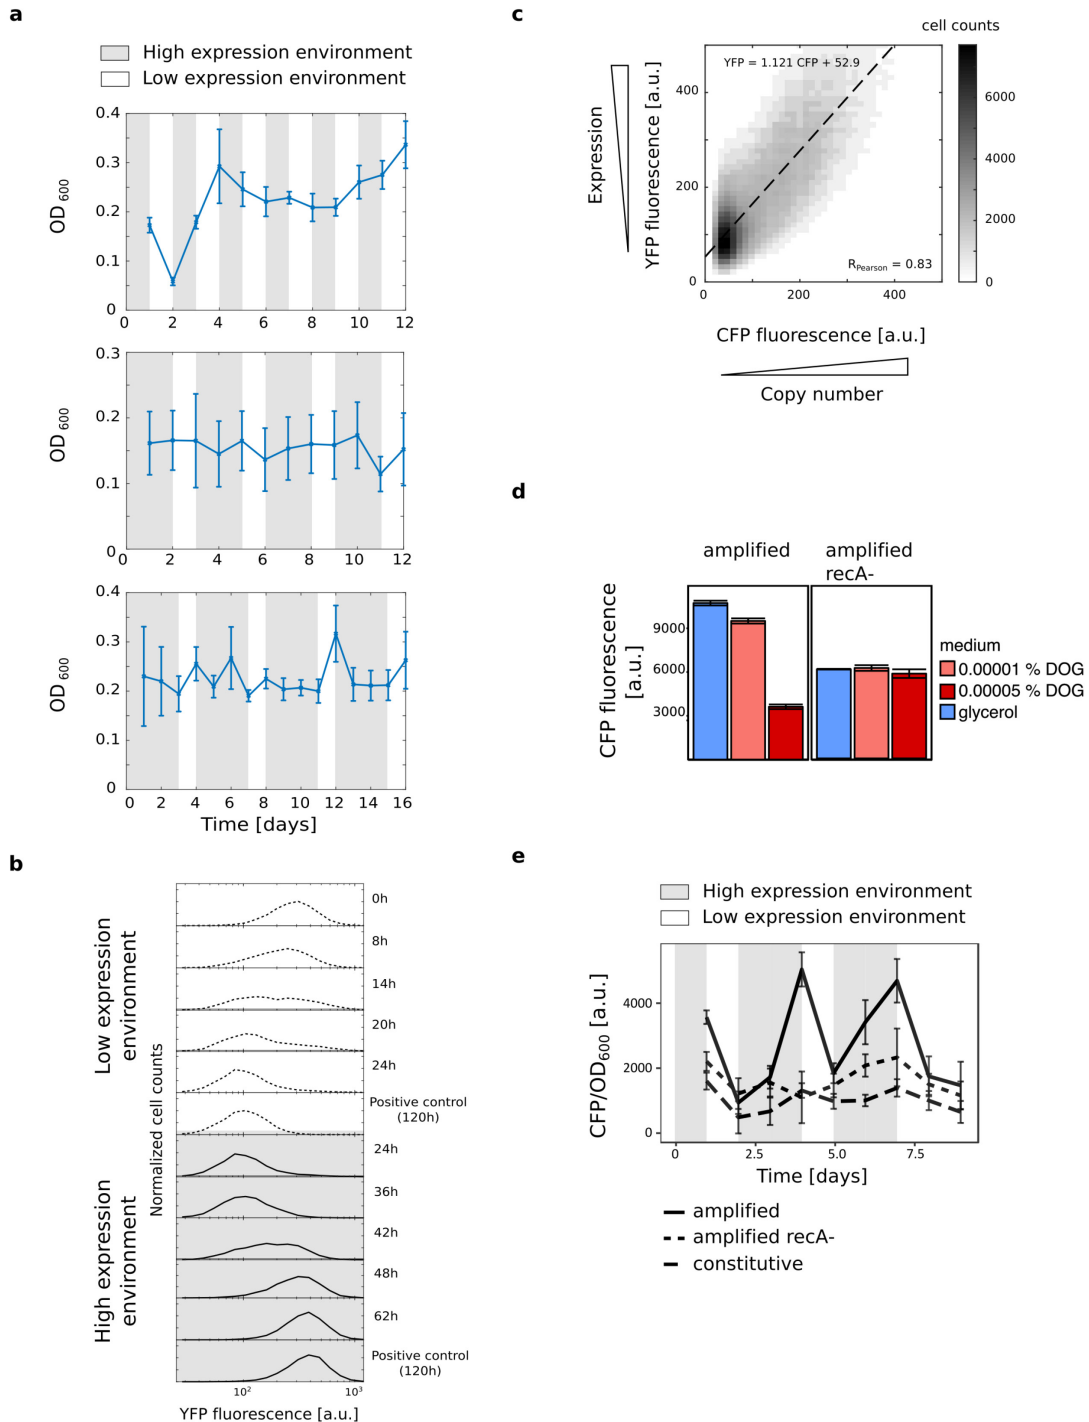 a
High expression environment
Low expression environment
0.4
0.3
0.2
0.1
0
OD 600
0 2 4 6 8 10 12
0.3
0.2
0.1
0
OD 600
0 2 4 6 8 10 12
0.4
0.3
0.2
0.1
0
OD 600
0 2 4 6 8 10 12 14 16
Time [days]
b
Low expression
environment
High expression
environment
Normalized cell counts
0h
8h
14h
20h
24h
Positive control
(120h)
24h
36h
42h
48h
62h
Positive control
(120h)
10²
10³
YFP fluorescence [a.u.]
c
cell counts
YFP = 1.121 CFP + 52.9
RPearson = 0.83
Expression
YFP fluorescence [a.u.]
400
200
0
0 200 400
6000
4000
2000
0
CFP fluorescence [a.u.]
Copy number
d
amplified
amplified
recA-
CFP fluorescence
[a.u.]
9000
6000
3000
medium
0.00001 % DOG
0.00005 % DOG
glycerol
e
High expression environment
Low expression environment
CFP/OD600 [a.u.]
4000
2000
0
0 2.5 5.0 7.5
Time [days]
amplified
amplified recA-
constitutive